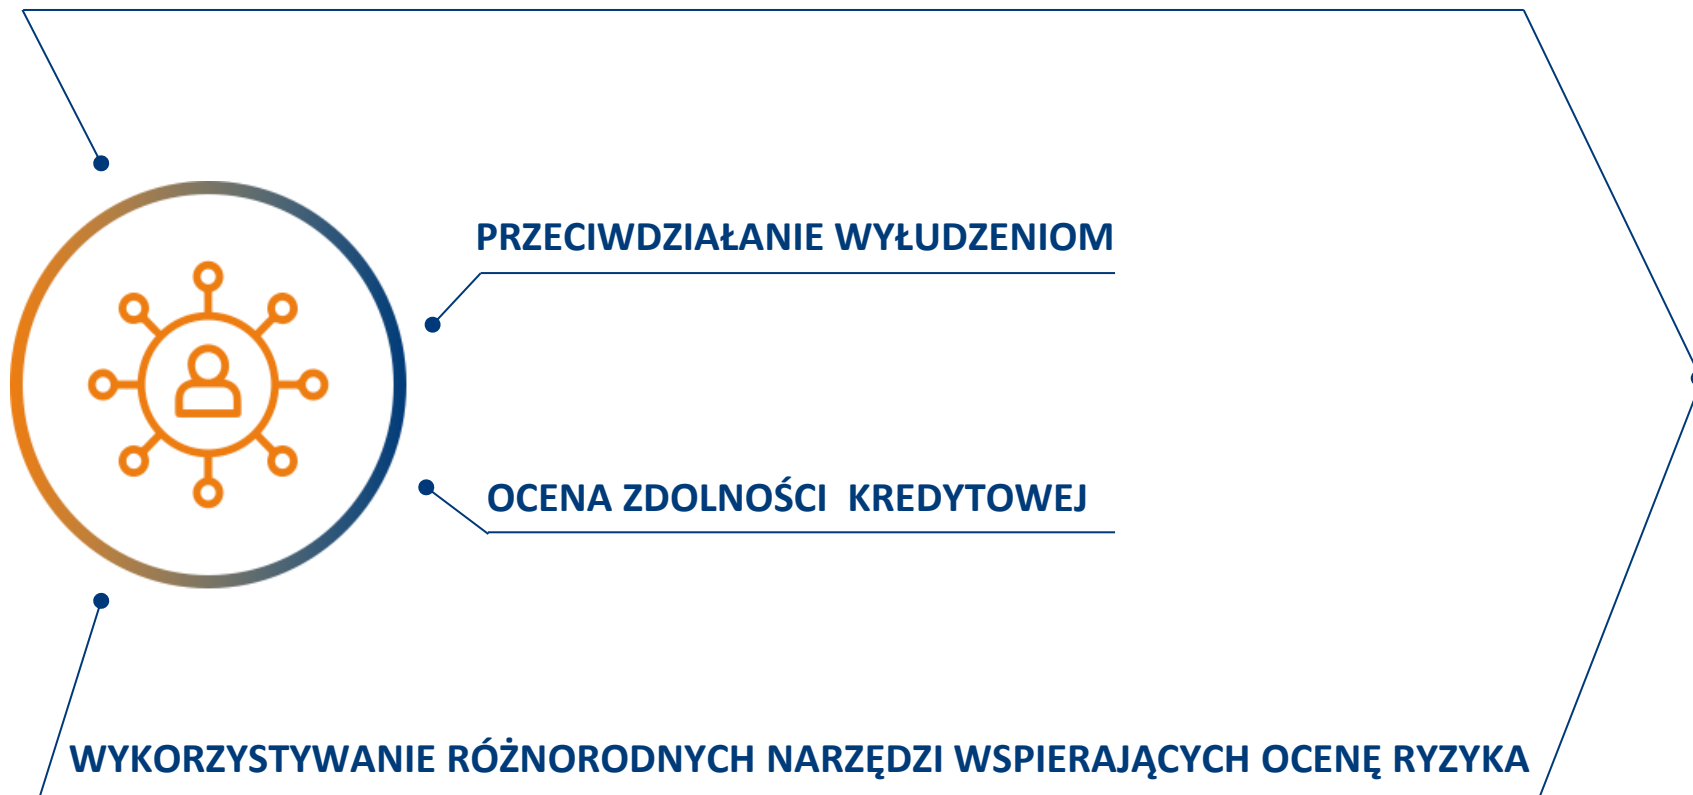 PRZECIWDZIAŁANIE WYŁUDZENIOM
OCENA ZDOLNOŚCI  KREDYTOWEJ
WYKORZYSTYWANIE RÓŻNORODNYCH NARZĘDZI WSPIERAJĄCYCH OCENĘ RYZYKA